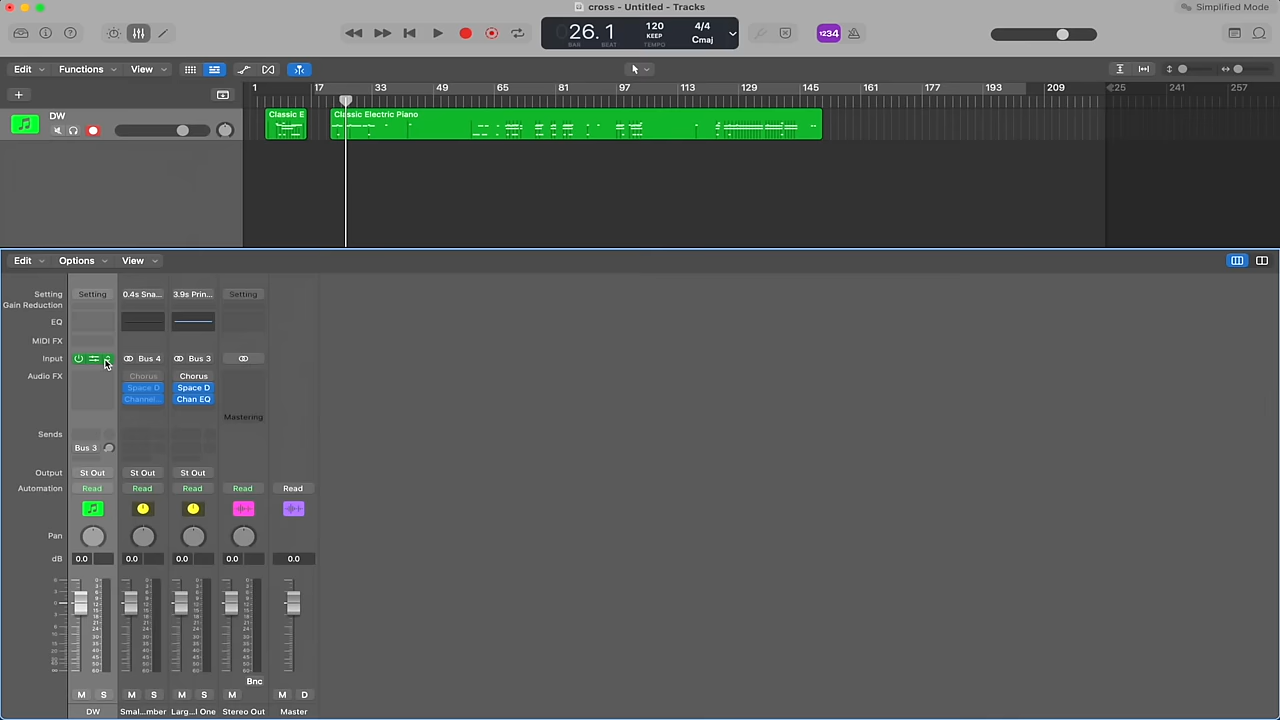 cross - Untitled - Tracks
Simplified Mode
26. 1
BAR BEAT
120
KEEP
TEMPO
4/4
Cmaj
1234
Edit Functions View
1 17 33 49 65 81 97 113 129 145 161 177 193 209 225 241 257
DW
Classic E
Classic Electric Piano
Edit Options View
Setting Setting 0.4s Sna... 3.9s Prin... Setting
Gain Reduction
EQ
MIDI FX
Input Bus 4 Bus 3
Audio FX Chorus Chorus
Space D Space D
Channel... Chan EQ
Mastering
Sends
Bus 3
Output St Out St Out St Out
Automation Read Read Read Read Read
Pan
dB 0.0 0.0 0.0 0.0 0.0
Bnc
M S M S M S M M D
DW Smal...mber Larg...l One Stereo Out Master